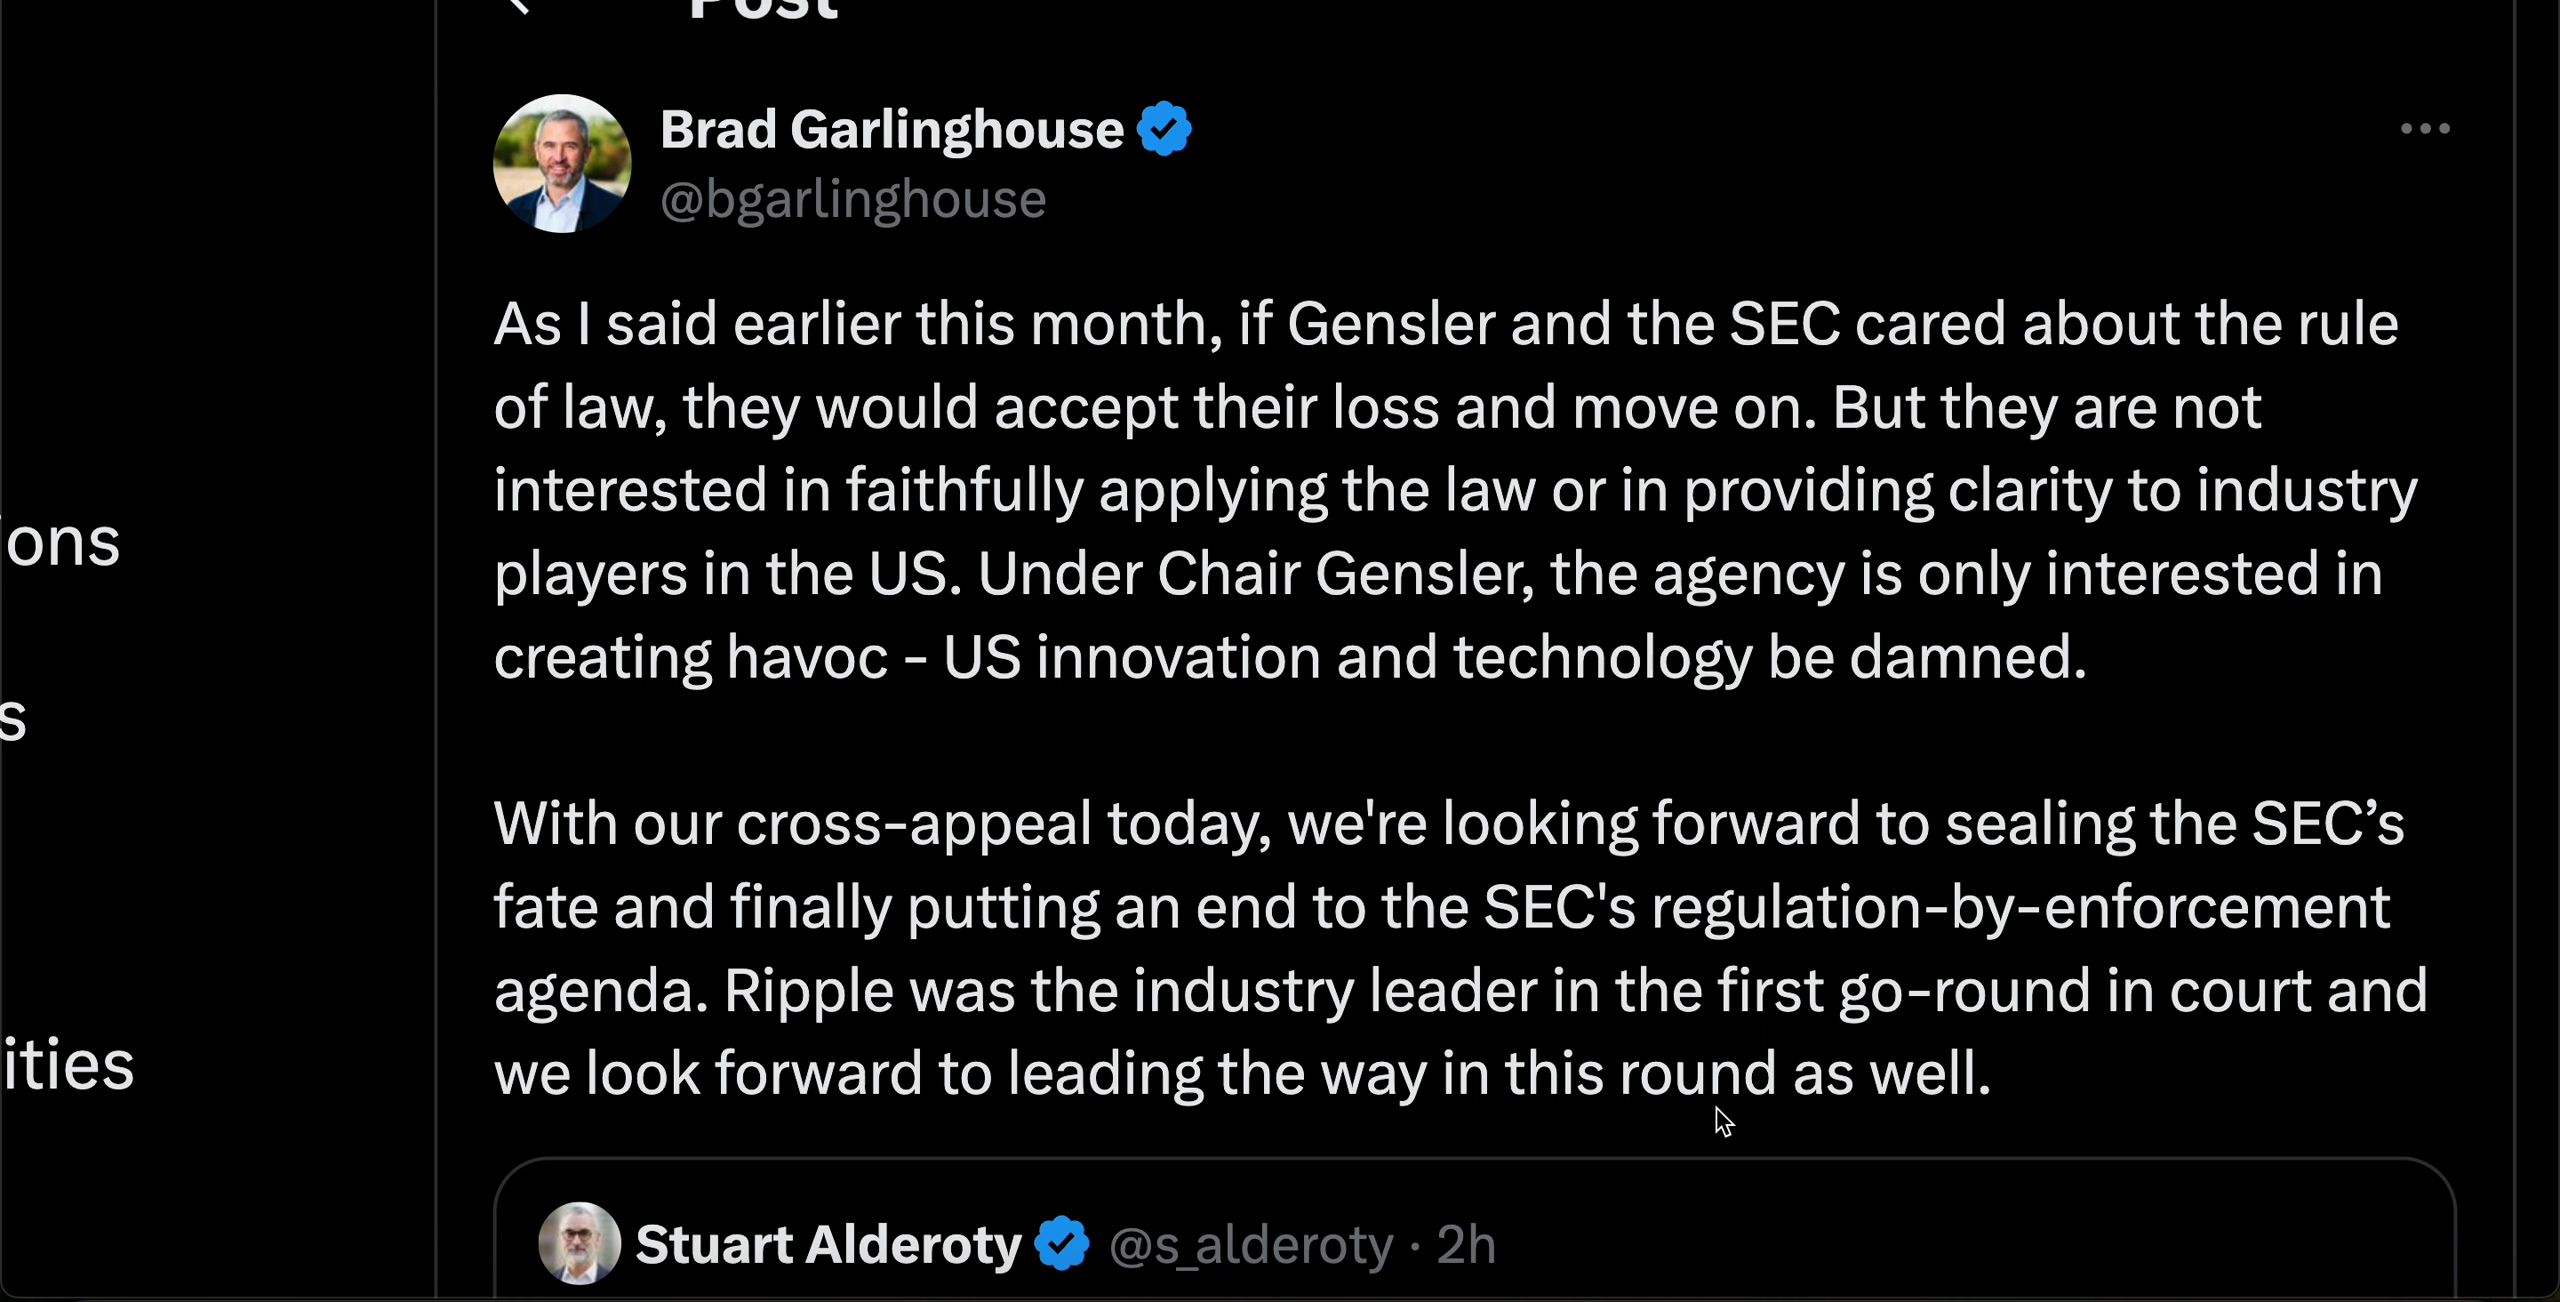 Post
Brad Garlinghouse
@bgarlinghouse
As I said earlier this month, if Gensler and the SEC cared about the rule
of law, they would accept their loss and move on. But they are not
interested in faithfully applying the law or in providing clarity to industry
players in the US. Under Chair Gensler, the agency is only interested in
creating havoc - US innovation and technology be damned.
With our cross-appeal today, we're looking forward to sealing the SEC’s
fate and finally putting an end to the SEC's regulation-by-enforcement
agenda. Ripple was the industry leader in the first go-round in court and
we look forward to leading the way in this round as well.
Stuart Alderoty @s_alderoty · 2h
ons
s
ities